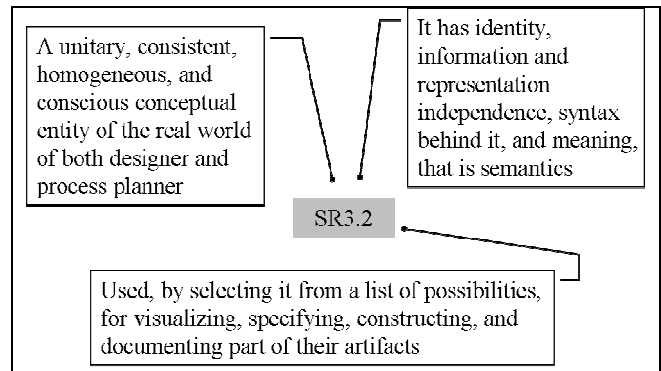 A unitary, consistent,
homogeneous, and
conscious conceptual
entity of the real world
of both designer and
process planner
It has identity,
information and
representation
independence, syntax
behind it, and meaning,
that is semantics
SR3.2
Used, by selecting it from a list of possibilities,
for visualizing, specifying, constructing, and
documenting part of their artifacts